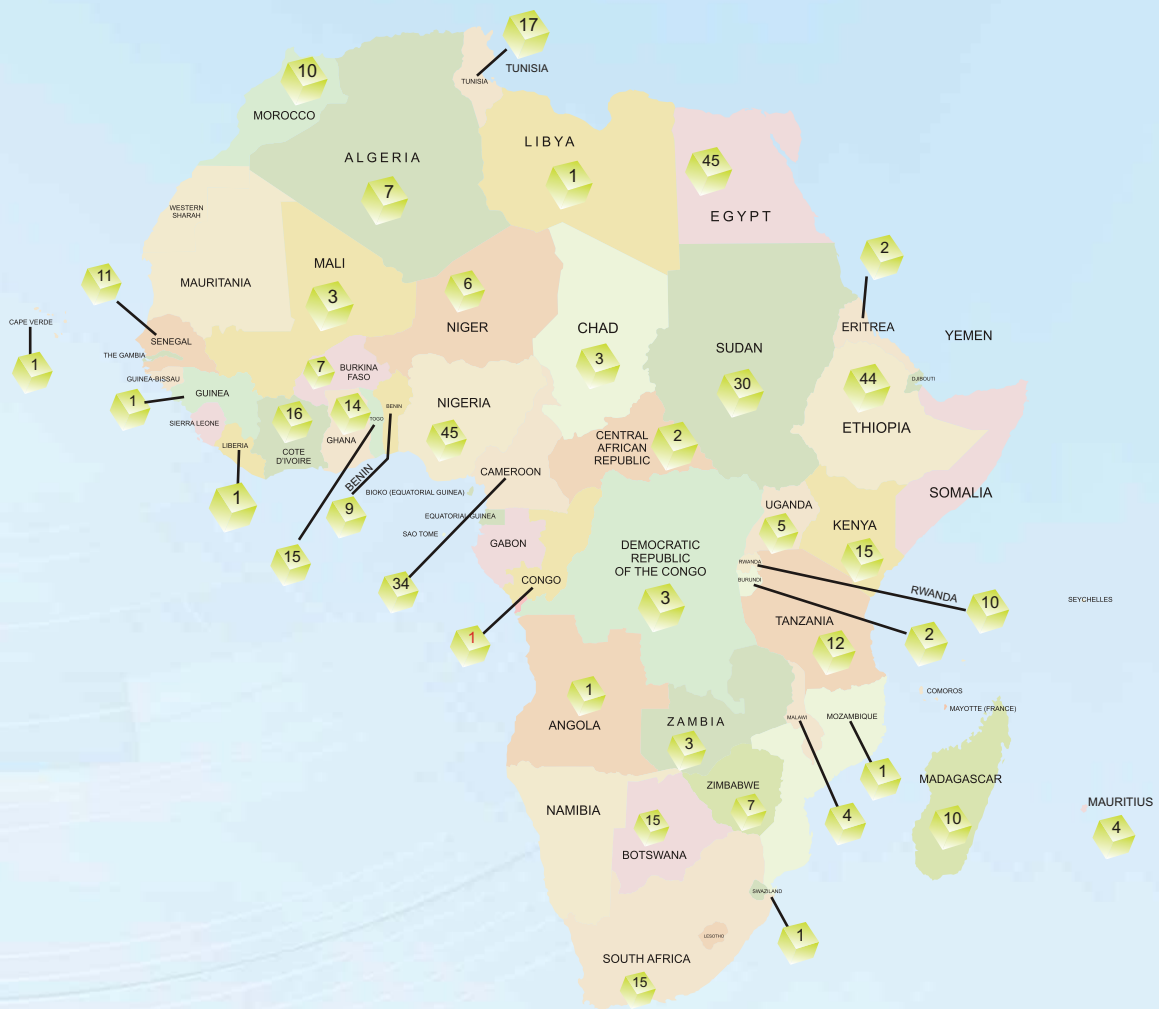 17
TUNISIA
TUNISIA
10
MOROCCO
ALGERIA
7
LIBYA
1
45
EGYPT
WESTERN
SHARAH
MAURITANIA
MALI
3
6
NIGER
CHAD
3
SUDAN
30
2
ERITREA
YEMEN
DJIBOUTI
44
ETHIOPIA
SOMALIA
11
SENEGAL
CAPE VERDE
1
THE GAMBIA
GUINEA-BISSAU
1
GUINEA
SIERRA LEONE
LIBERIA
1
16
COTE
D'IVOIRE
7
BURKINA
FASO
14
GHANA
TOGO
15
BENIN
BENIN
9
NIGERIA
45
CAMEROON
34
BIOKO (EQUATORIAL GUINEA)
EQUATORIAL GUINEA
SAO TOME
GABON
CONGO
1
CENTRAL
AFRICAN
REPUBLIC
2
DEMOCRATIC
REPUBLIC
OF THE CONGO
3
UGANDA
5
KENYA
15
RWANDA
RWANDA
10
BURUNDI
2
TANZANIA
12
SEYCHELLES
COMOROS
MAYOTTE (FRANCE)
ANGOLA
1
ZAMBIA
3
MALAWI
4
MOZAMBIQUE
1
MADAGASCAR
10
MAURITIUS
4
NAMIBIA
ZIMBABWE
7
15
BOTSWANA
SWAZILAND
1
LESOTHO
SOUTH AFRICA
15